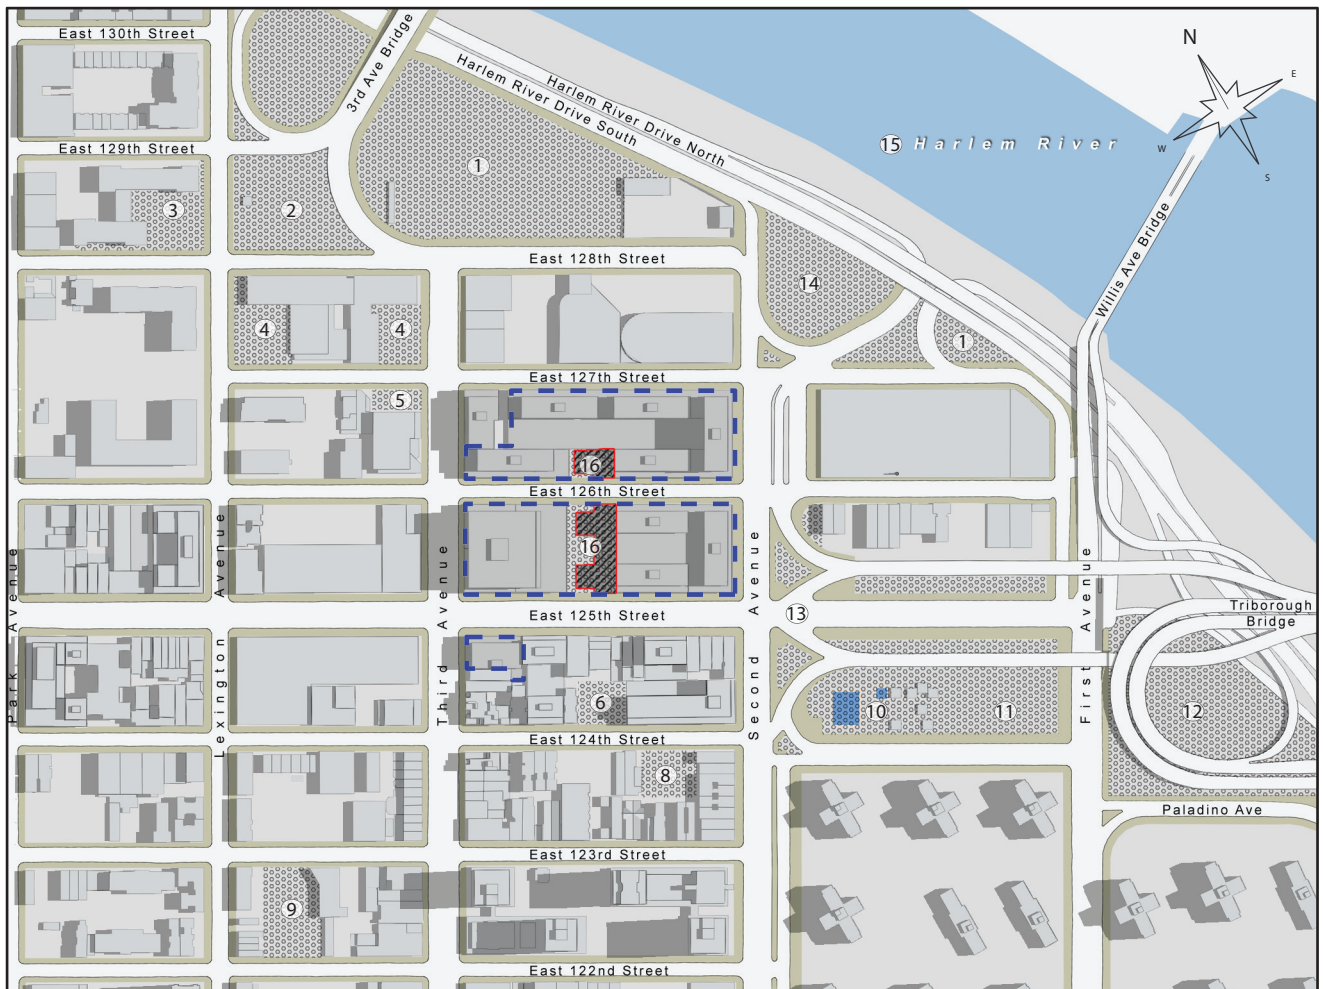 East 130th Street
3rd Ave Bridge
Harlem River Drive North
Harlem River Drive South
N
E
W
S
15 Harlem River
East 129th Street
1
3
2
Willis Ave Bridge
East 128th Street
14
4
4
1
East 127th Street
5
16
East 126th Street
16
Park Avenue
Lexington Avenue
Third Avenue
Second Avenue
First Avenue
East 125th Street
13
Triborough
Bridge
6
10
11
12
East 124th Street
8
Paladino Ave
East 123rd Street
9
East 122nd Street